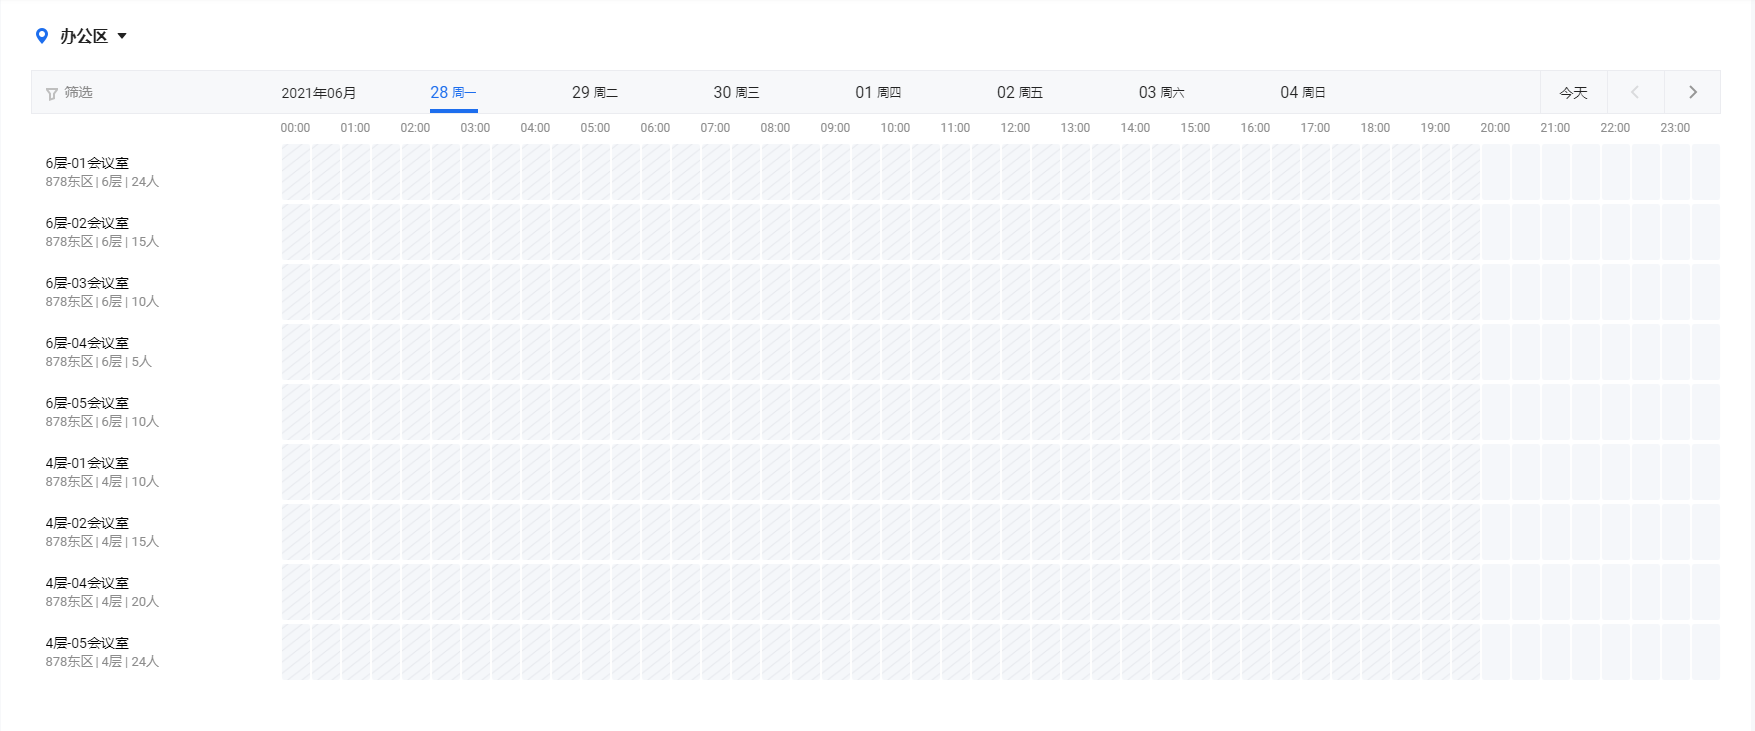 办公区
筛选 2021年06月 28 周一 29 周二 30 周三 01 周四 02 周五 03 周六 04 周日 今天
00:00 01:00 02:00 03:00 04:00 05:00 06:00 07:00 08:00 09:00 10:00 11:00 12:00 13:00 14:00 15:00 16:00 17:00 18:00 19:00 20:00 21:00 22:00 23:00
6层-01会议室
878东区 | 6层 | 24人
6层-02会议室
878东区 | 6层 | 15人
6层-03会议室
878东区 | 6层 | 10人
6层-04会议室
878东区 | 6层 | 5人
6层-05会议室
878东区 | 6层 | 10人
4层-01会议室
878东区 | 4层 | 10人
4层-02会议室
878东区 | 4层 | 15人
4层-04会议室
878东区 | 4层 | 20人
4层-05会议室
878东区 | 4层 | 24人